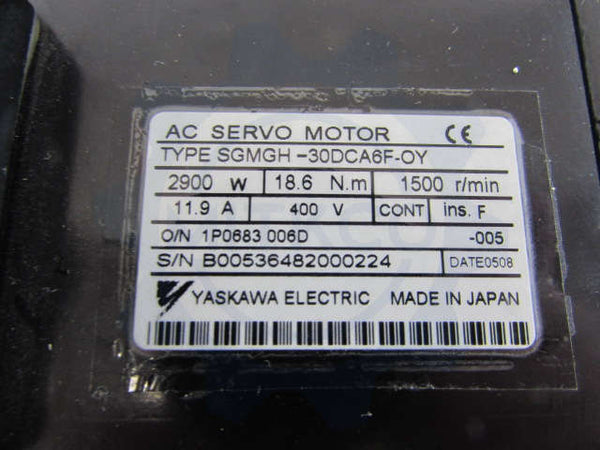 AC SERVO MOTOR CE
TYPE SGMGH-30DCA6F-OY
2900 W 18.6 N.m 1500 r/min
11.9 A 400 V CONT ins. F
O/N 1P0683 006D -005
S/N B00536482000224 DATE0508
YASKAWA ELECTRIC MADE IN JAPAN